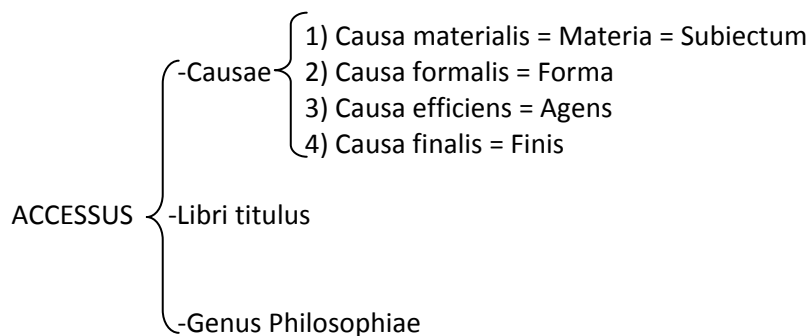 1) Causa materialis = Materia = Subiectum
-Causae
2) Causa formalis = Forma
3) Causa efficiens = Agens
4) Causa finalis = Finis
ACCESSUS
-Libri titulus
-Genus Philosophiae